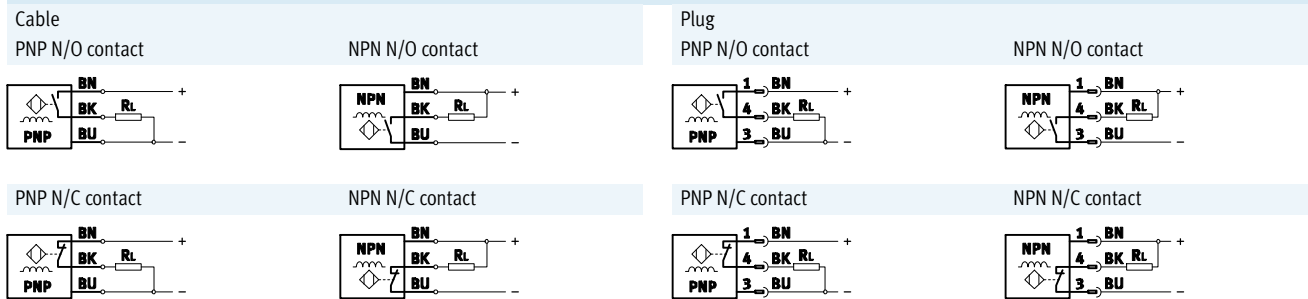 Cable
Plug
PNP N/O contact
NPN N/O contact
PNP N/O contact
NPN N/O contact
BN
+
BK RL
PNP
BU
−
BN
+
NPN
BK RL
BU
−
1 BN
+
4 BK RL
PNP
3 BU
−
1 BN
+
NPN
4 BK RL
3 BU
−
PNP N/C contact
NPN N/C contact
PNP N/C contact
NPN N/C contact
BN
+
BK RL
PNP
BU
−
BN
+
NPN
BK RL
BU
−
1 BN
+
4 BK RL
PNP
3 BU
−
1 BN
+
NPN
4 BK RL
3 BU
−